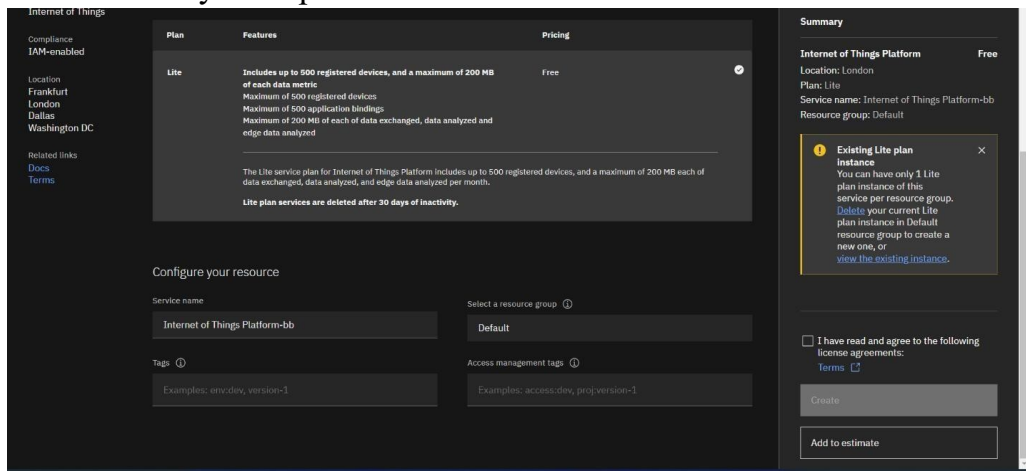 Internet of Things
Compliance
IAM-enabled
Location
Frankfurt
London
Dallas
Washington DC
Related links
Docs
Terms
Plan Features Pricing
Lite Includes up to 500 registered devices, and a maximum of 200 MB Free
of each data metric
Maximum of 500 registered devices
Maximum of 500 application bindings
Maximum of 200 MB of each of data exchanged, data analyzed and
edge data analyzed
The Lite service plan for Internet of Things Platform includes up to 500 registered devices, and a maximum of 200 MB each of
data exchanged, data analyzed, and edge data analyzed per month.
Lite plan services are deleted after 30 days of inactivity.
Configure your resource
Service name
Internet of Things Platform-bb
Select a resource group
Default
Tags
Examples: env:dev, version-1
Access management tags
Examples: access:dev, proj:version-1
Summary
Internet of Things Platform Free
Location: London
Plan: Lite
Service name: Internet of Things Platform-bb
Resource group: Default
Existing Lite plan
instance
You can have only 1 Lite
plan instance of this
service per resource group.
Delete your current Lite
plan instance in Default
resource group to create a
new one, or
view the existing instance.
I have read and agree to the following
license agreements:
Terms
Create
Add to estimate